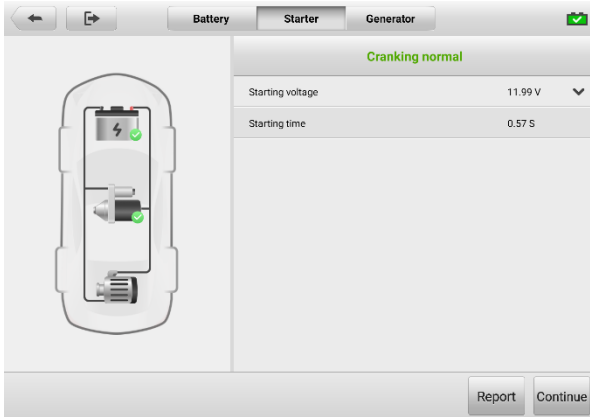 Battery Starter Generator
Cranking normal
Starting voltage 11.99 V
Starting time 0.57 S
Report Continue